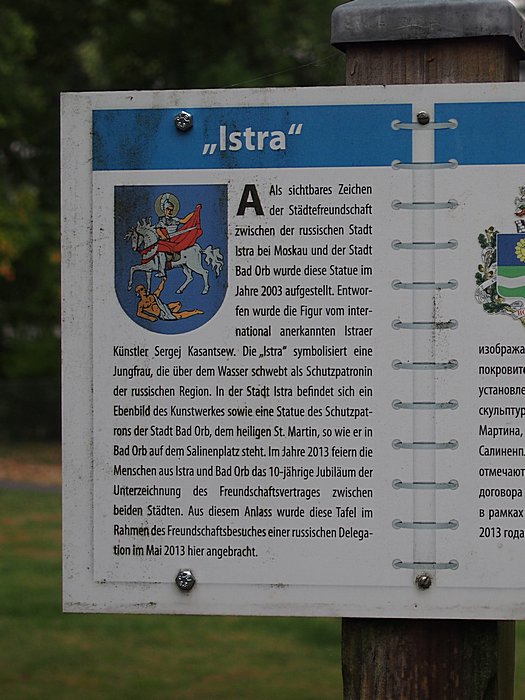 „Istra“
A Als sichtbares Zeichen
der Städtefreundschaft
zwischen der russischen Stadt
Istra bei Moskau und der Stadt
Bad Orb wurde diese Statue im
Jahre 2003 aufgestellt. Entwor-
fen wurde die Figur vom inter-
national anerkannten Istraer
Künstler Sergej Kasantsew. Die „Istra“ symbolisiert eine
Jungfrau, die über dem Wasser schwebt als Schutzpatronin
der russischen Region. In der Stadt Istra befindet sich ein
Ebenbild des Kunstwerkes sowie eine Statue des Schutzpat-
rons der Stadt Bad Orb, dem heiligen St. Martin, so wie er in
Bad Orb auf dem Salinenplatz steht. Im Jahre 2013 feiern die
Menschen aus Istra und Bad Orb das 10-jährige Jubiläum der
Unterzeichnung des Freundschaftsvertrages zwischen
beiden Städten. Aus diesem Anlass wurde diese Tafel im
Rahmen des Freundschaftsbesuches einer russischen Delega-
tion im Mai 2013 hier angebracht.
изобража
покровите
установле
скульптур
Мартина,
Салиненпл
отмечают
договора
в рамках
2013 года